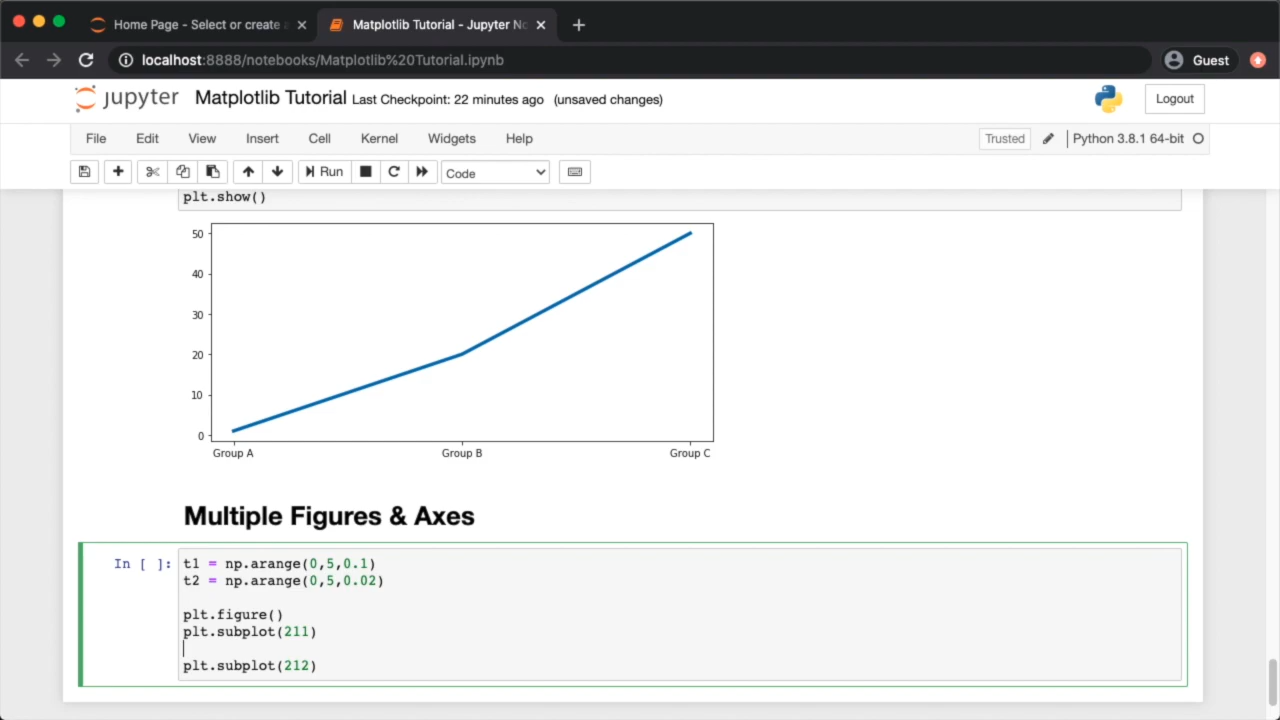 Home Page - Select or create a
Matplotlib Tutorial - Jupyter No
localhost:8888/notebooks/Matplotlib%20Tutorial.ipynb
Guest
jupyter Matplotlib Tutorial Last Checkpoint: 22 minutes ago (unsaved changes)
Logout
File Edit View Insert Cell Kernel Widgets Help
Trusted
Python 3.8.1 64-bit
Run
Code
plt.show()
50
40
30
20
10
0
Group A Group B Group C
Multiple Figures & Axes
In [ ]: t1 = np.arange(0,5,0.1)
t2 = np.arange(0,5,0.02)
plt.figure()
plt.subplot(211)
plt.subplot(212)